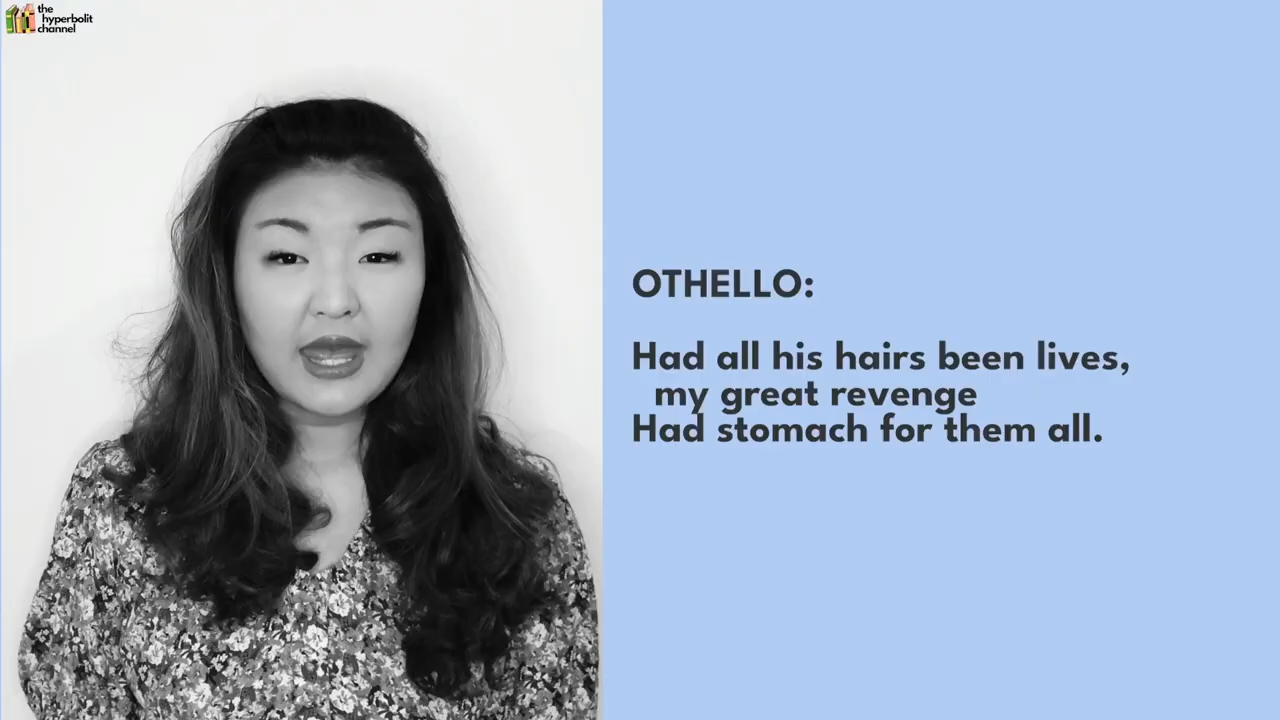 the
hyperbolit
channel
OTHELLO:
Had all his hairs been lives,
my great revenge
Had stomach for them all.